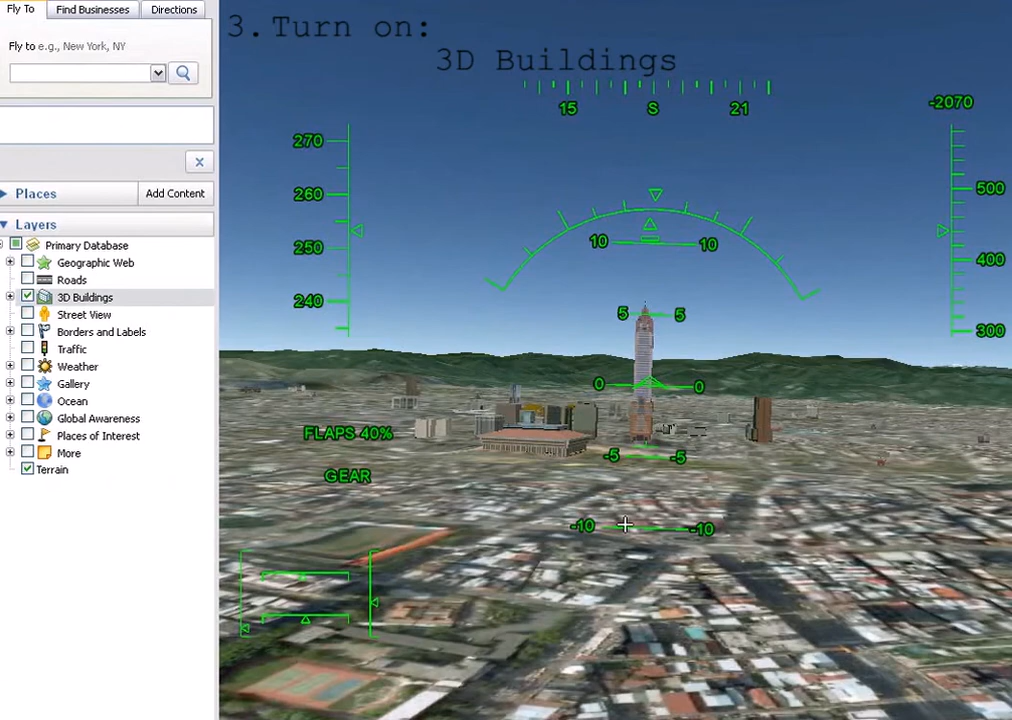 Fly To
Find Businesses
Directions
Fly to e.g., New York, NY
Places
Add Content
Layers
Primary Database
Geographic Web
Roads
3D Buildings
Street View
Borders and Labels
Traffic
Weather
Gallery
Ocean
Global Awareness
Places of Interest
More
Terrain
3. Turn on:
3D Buildings
15 S 21
-2070
270
260
250
240
500
400
300
10 10
5 5
0 0
-5 -5
-10 -10
FLAPS 40%
GEAR